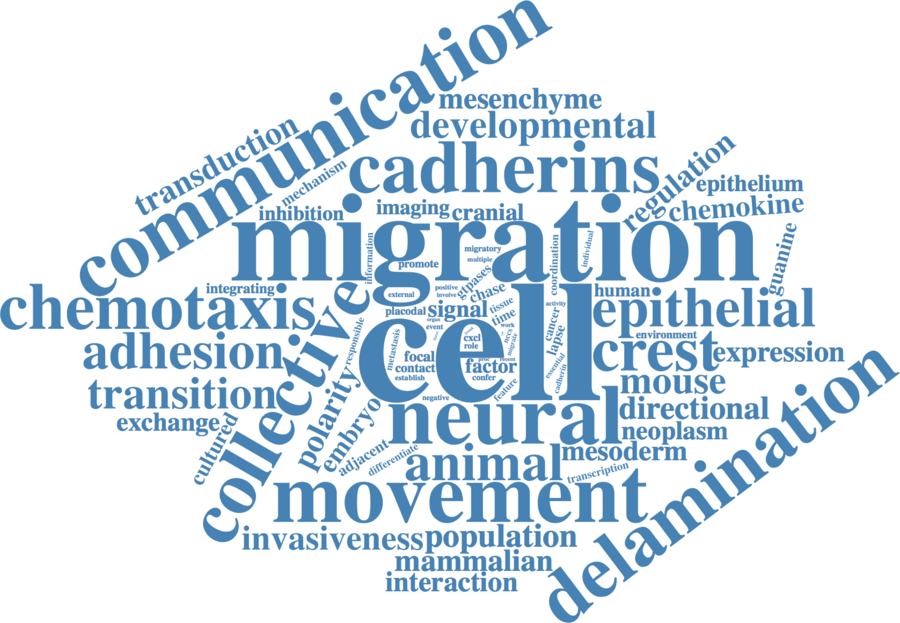 communication
mesenchyme
developmental
transduction
cadherins
mechanism
regulation
epithelium
chemokine
inhibition
imaging
cranial
migration
guanine
information
migratory
multiple
coordination
individual
promote
integrating
external
positive
involve
gtpases
chase
human
chemotaxis
collective
placodal
signal
tissue
time
activity
epithelial
organ
event
work
cancer
environment
responsible
metastasis
cell
cxcl
role
migrate
lapse
adhesion
focal
contact
establish
factor
confer
recent
essential
cadherin
crest
expression
transition
polarity
embryo
negative
feature
mouse
exchange
neural
directional
neoplasm
cultured
adjacent
differentiate
animal
mesoderm
transcription
movement
delamination
invasiveness
population
mammalian
interaction